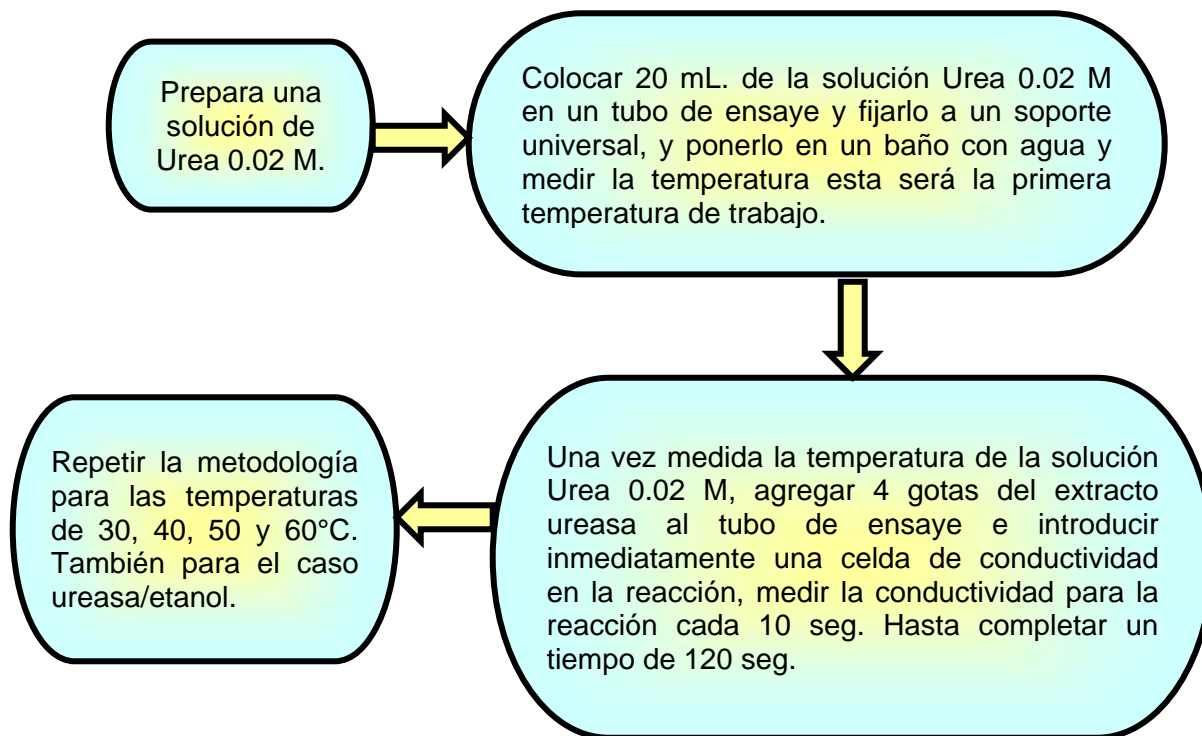 Prepara una
solución de
Urea 0.02 M.
Colocar 20 mL. de la solución Urea 0.02 M
en un tubo de ensaye y fijarlo a un soporte
universal, y ponerlo en un baño con agua y
medir la temperatura esta será la primera
temperatura de trabajo.
Una vez medida la temperatura de la solución
Urea 0.02 M, agregar 4 gotas del extracto
ureasa al tubo de ensaye e introducir
inmediatamente una celda de conductividad
en la reacción, medir la conductividad para la
reacción cada 10 seg. Hasta completar un
tiempo de 120 seg.
Repetir la metodología
para las temperaturas
de 30, 40, 50 y 60°C.
También para el caso
ureasa/etanol.